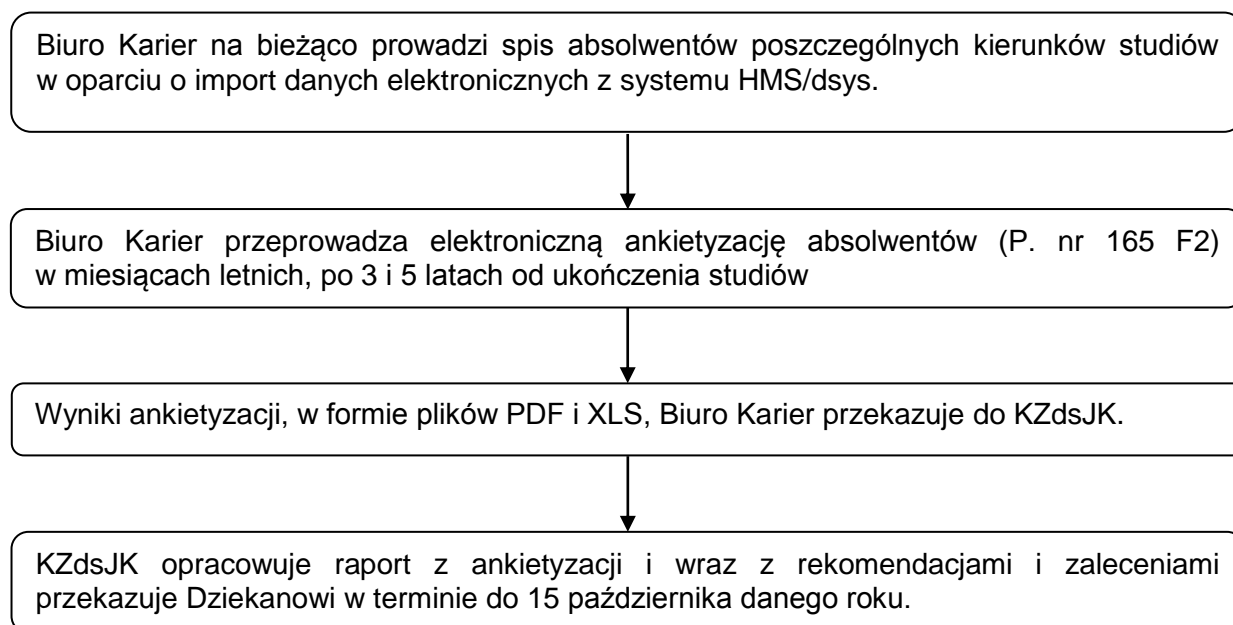 Biuro Karier na bieżąco prowadzi spis absolwentów poszczególnych kierunków studiów
w oparciu o import danych elektronicznych z systemu HMS/dsys.
Biuro Karier przeprowadza elektroniczną ankietyzację absolwentów (P. nr 165 F2)
w miesiącach letnich, po 3 i 5 latach od ukończenia studiów
Wyniki ankietyzacji, w formie plików PDF i XLS, Biuro Karier przekazuje do KZdsJK.
KZdsJK opracowuje raport z ankietyzacji i wraz z rekomendacjami i zaleceniami
przekazuje Dziekanowi w terminie do 15 października danego roku.